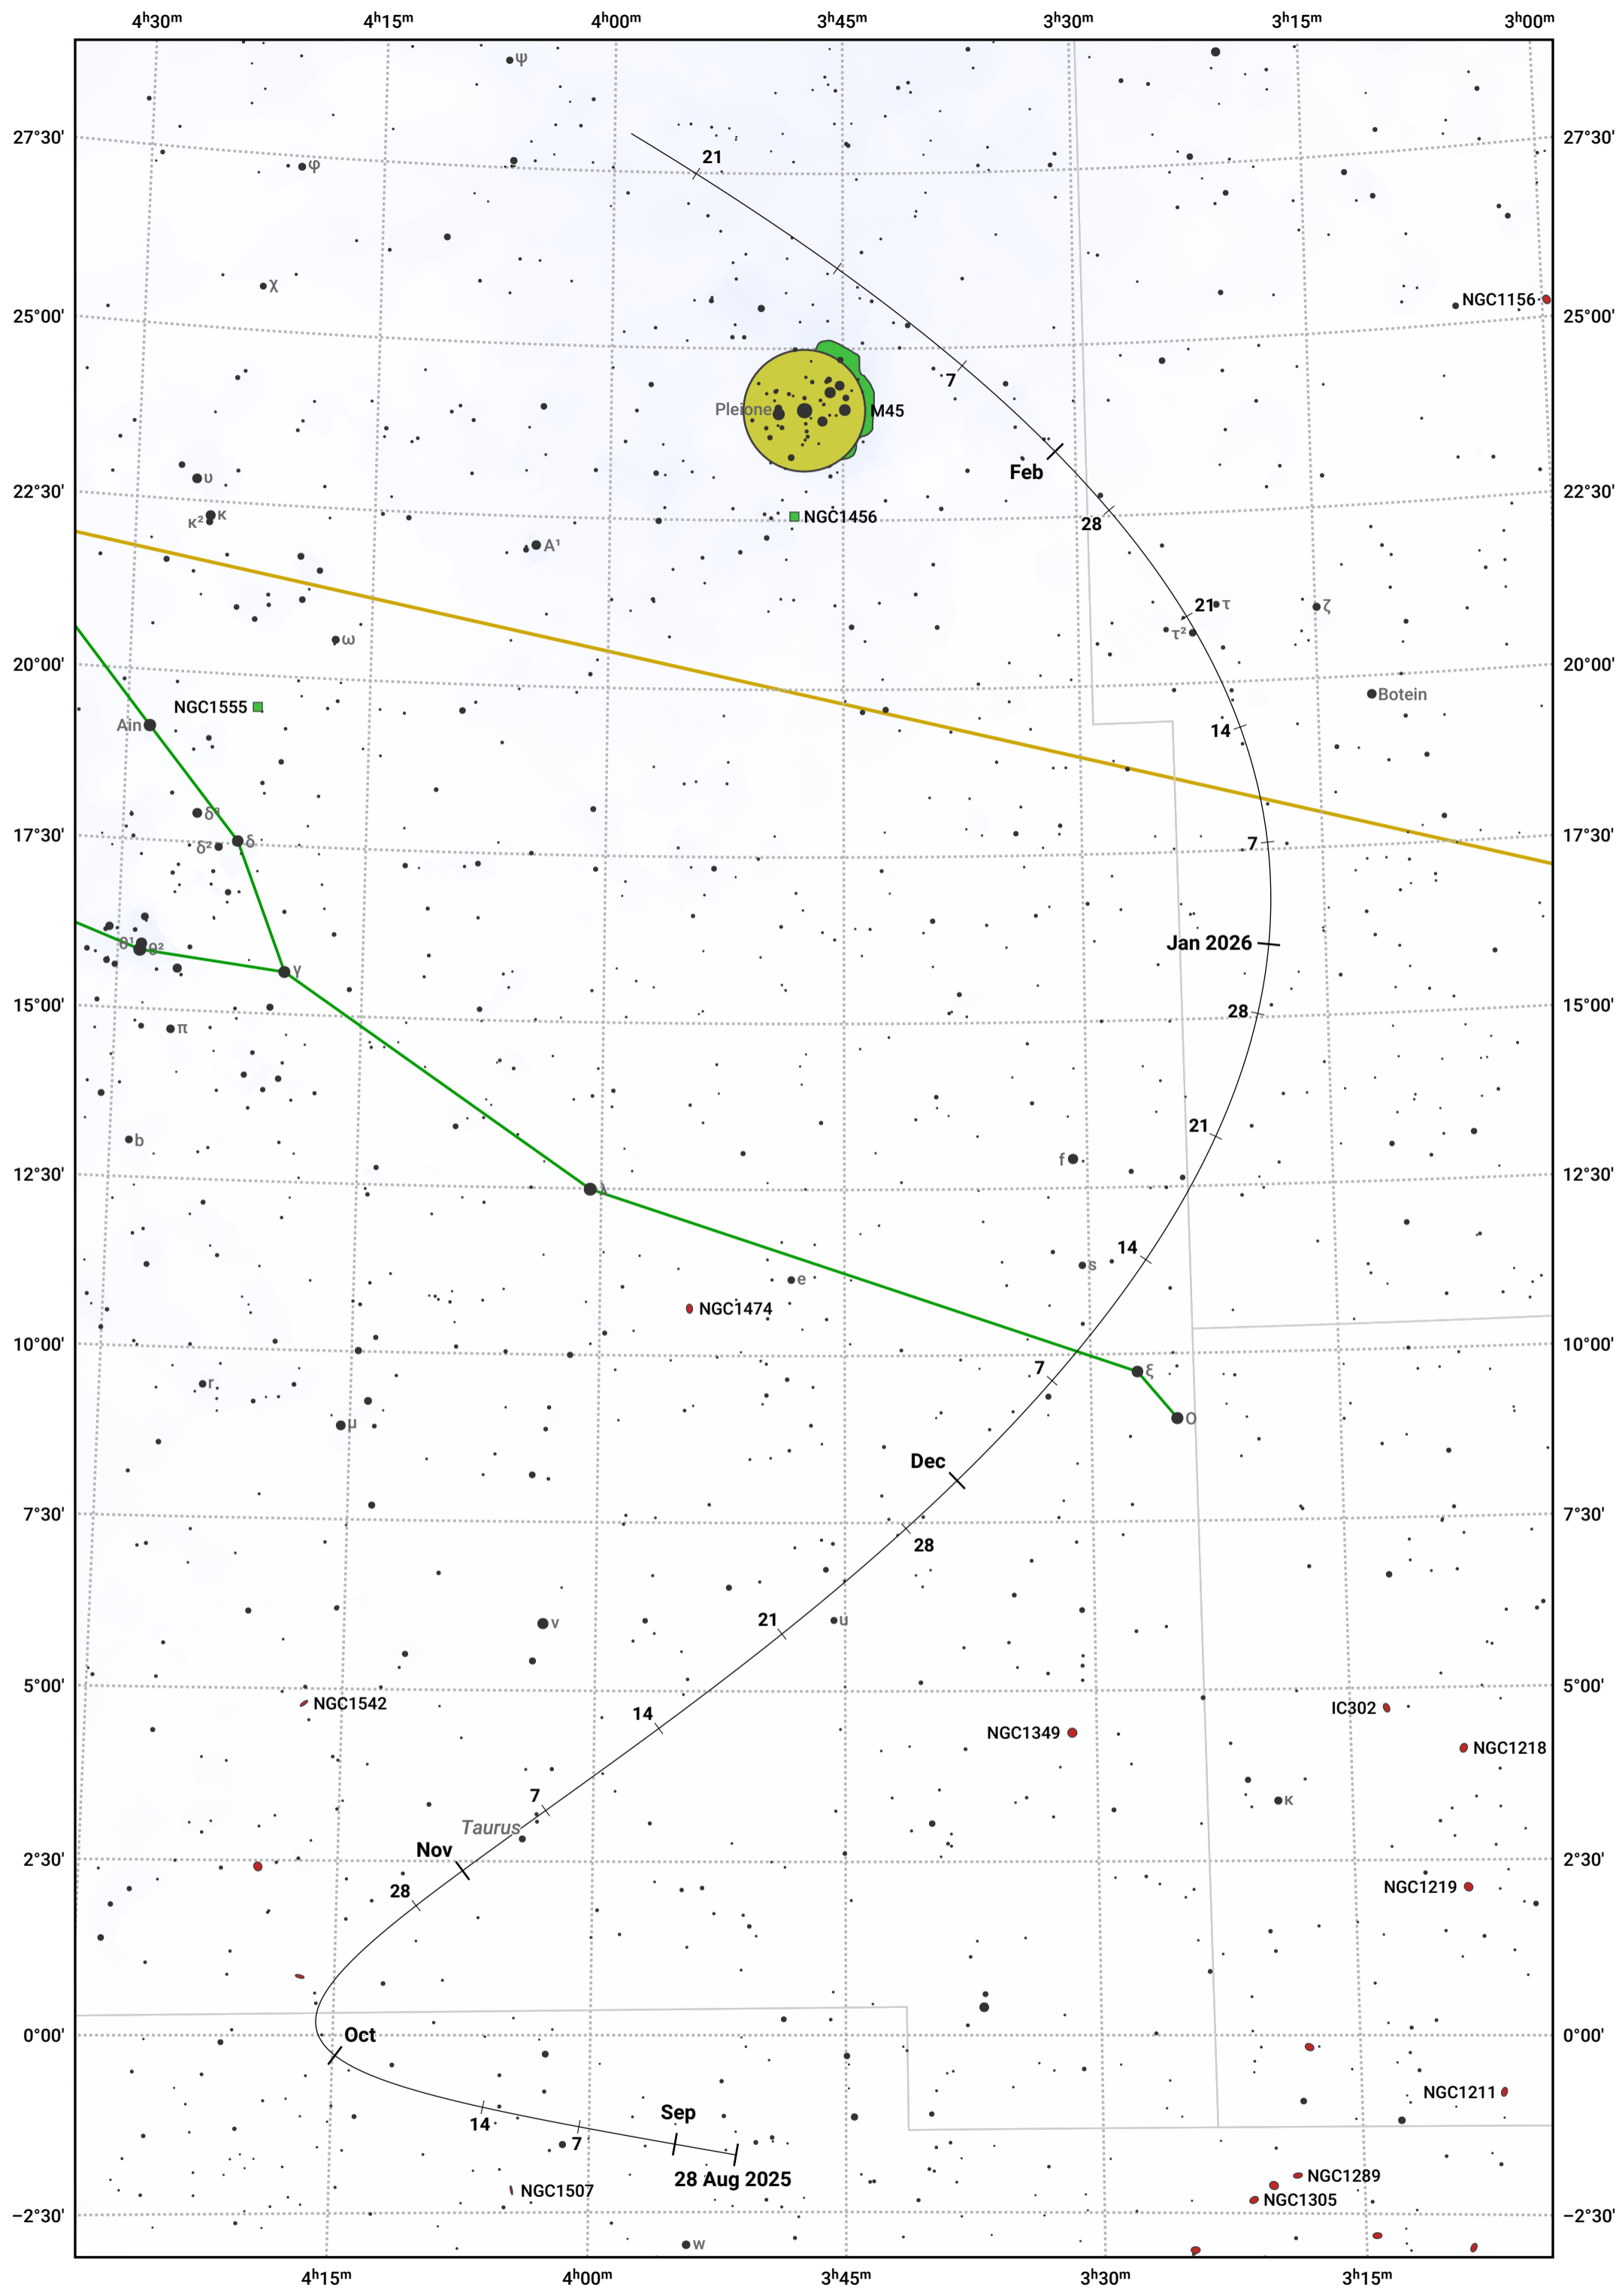 4ʰ30ᵐ 4ʰ15ᵐ 4ʰ00ᵐ 3ʰ45ᵐ 3ʰ30ᵐ 3ʰ15ᵐ 3ʰ00ᵐ
ψ
27°30' 21 27°30'
φ
χ
NGC1156
25°00' 25°00'
7
Pleione M45
Feb
υ
22°30' 22°30'
κ² κ NGC1456 28
A¹
21 τ ζ
τ²
ω
20°00' 20°00'
Botein
NGC1555
Ain 14
δ³
17°30' 17°30'
δ² δ 7
θ¹ θ² Jan 2026
γ
15°00' 28 15°00'
π
21
b f
12°30' 12°30'
λ
14
s
e
NGC1474
10°00' 10°00'
7 ξ
r
μ ο
Dec
7°30' 7°30'
28
21 u
ν
5°00' 5°00'
NGC1542 14 IC302
NGC1349 NGC1218
7 κ
Taurus
Nov
2°30' 2°30'
28 NGC1219
0°00' Oct 0°00'
NGC1211
14 Sep
7
28 Aug 2025 NGC1289
NGC1507 NGC1305
−2°30' −2°30'
w
4ʰ15ᵐ 4ʰ00ᵐ 3ʰ45ᵐ 3ʰ30ᵐ 3ʰ15ᵐ